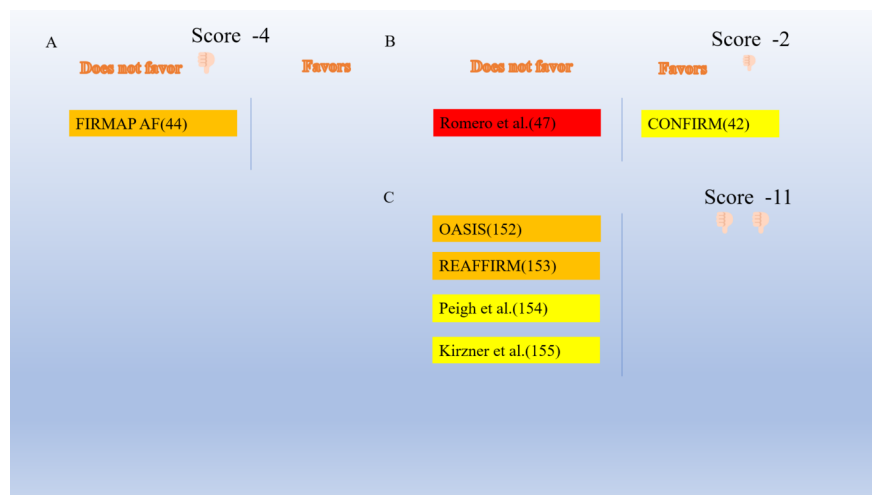 A
Score -4
Does not favor
Favors
FIRMAP AF(44)
B
Score -2
Does not favor
Favors
Romero et al.(47)
CONFIRM(42)
C
Score -11
OASIS(152)
REAFFIRM(153)
Peigh et al.(154)
Kirzner et al.(155)